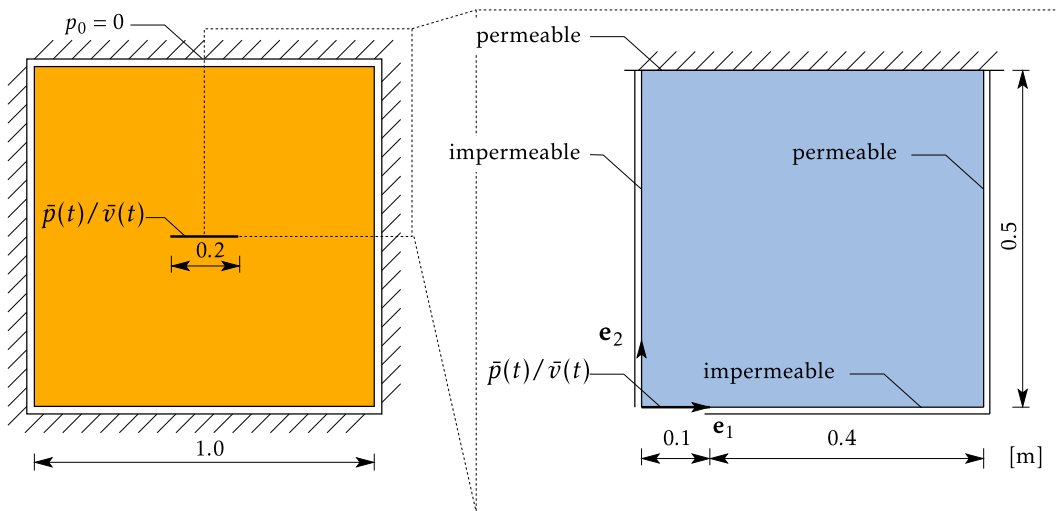 p₀ = 0
p̄(t)/v̄(t)
0.2
1.0
permeable
impermeable
permeable
0.5
e₂
p̄(t)/v̄(t)
impermeable
e₁
0.1
0.4
[m]